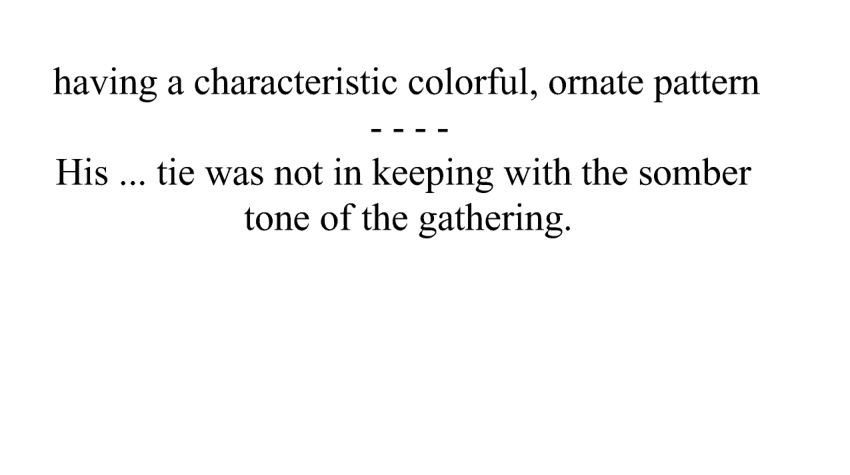 having a characteristic colorful, ornate pattern
- - - -
His ... tie was not in keeping with the somber
tone of the gathering.